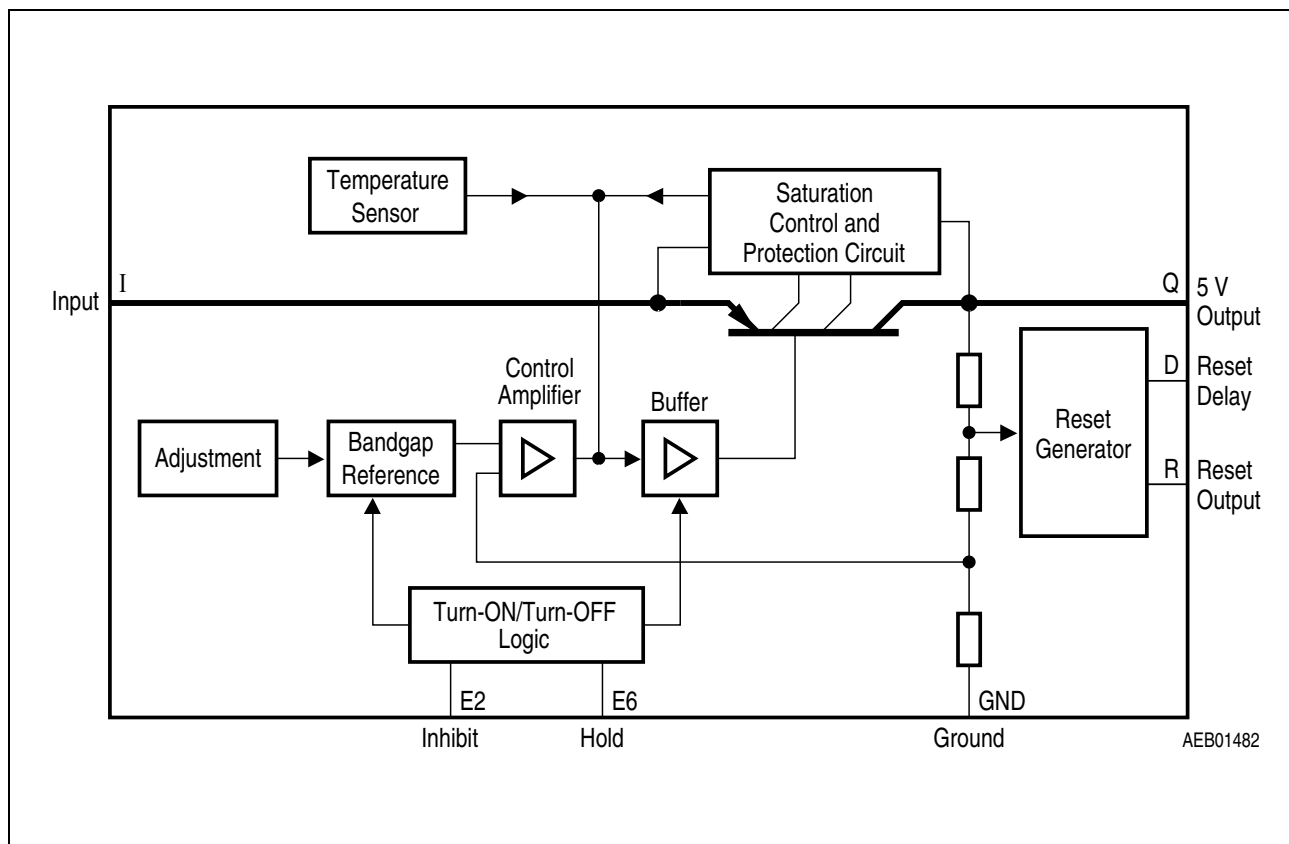 Temperature
Sensor
Saturation
Control and
Protection Circuit
I
Input
Q
5 V
Output
Control
Amplifier
Buffer
D
Reset
Delay
Reset
Generator
Adjustment
Bandgap
Reference
R
Reset
Output
Turn-ON/Turn-OFF
Logic
E2
E6
GND
Inhibit
Hold
Ground
AEB01482